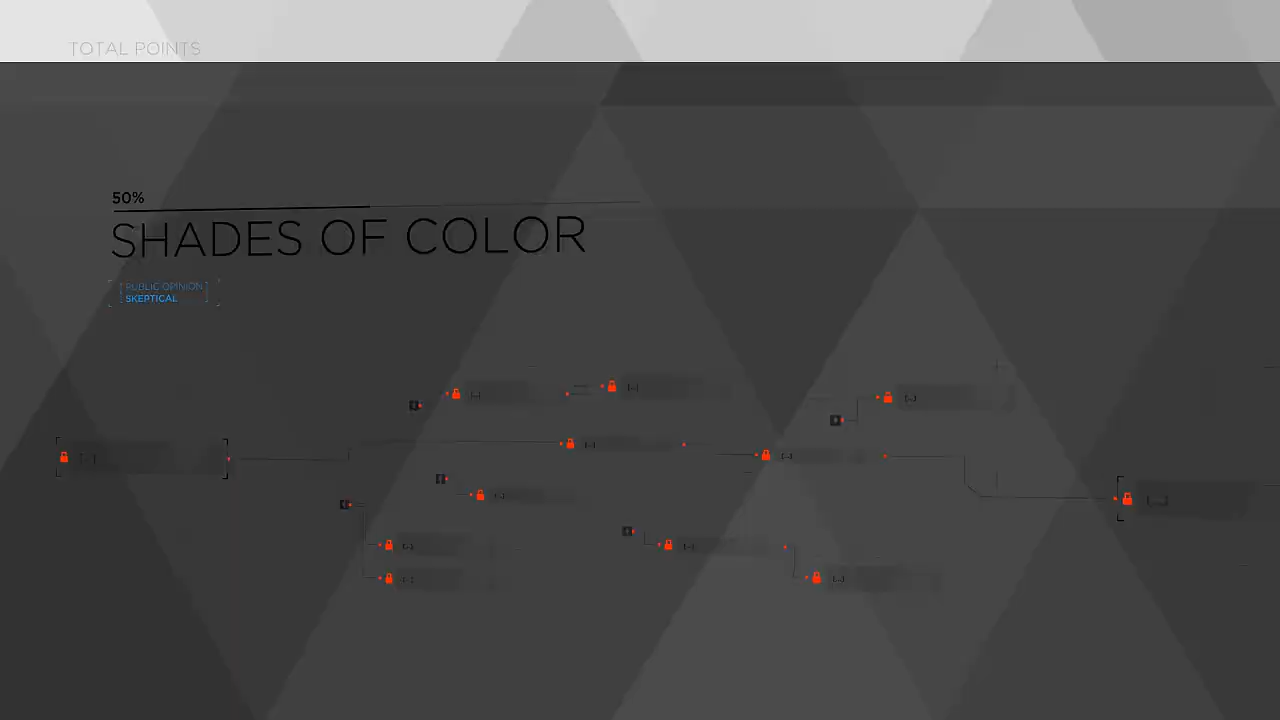 TOTAL POINTS
50%
SHADES OF COLOR
PUBLIC OPINION
SKEPTICAL